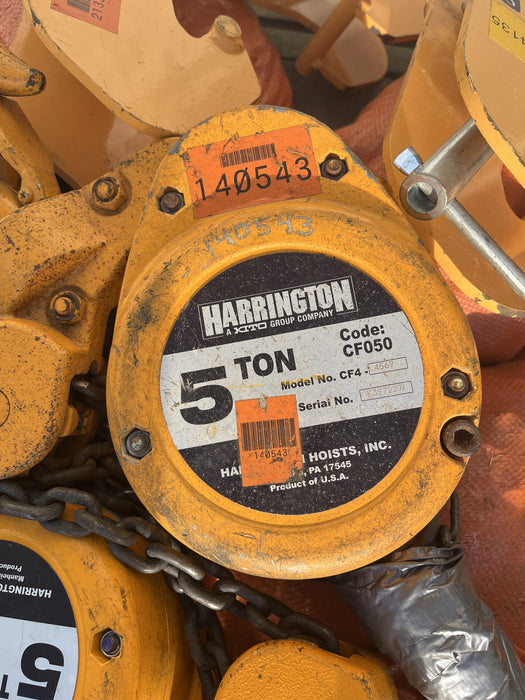 140543
140543
HARRINGTON
A KITO GROUP COMPANY
5 TON
Code:
CF050
Model No. CF4 -
Serial No.
140543
HOISTS, INC.
PA 17545
Product of U.S.A.
HARRINGTON
Manheim
5